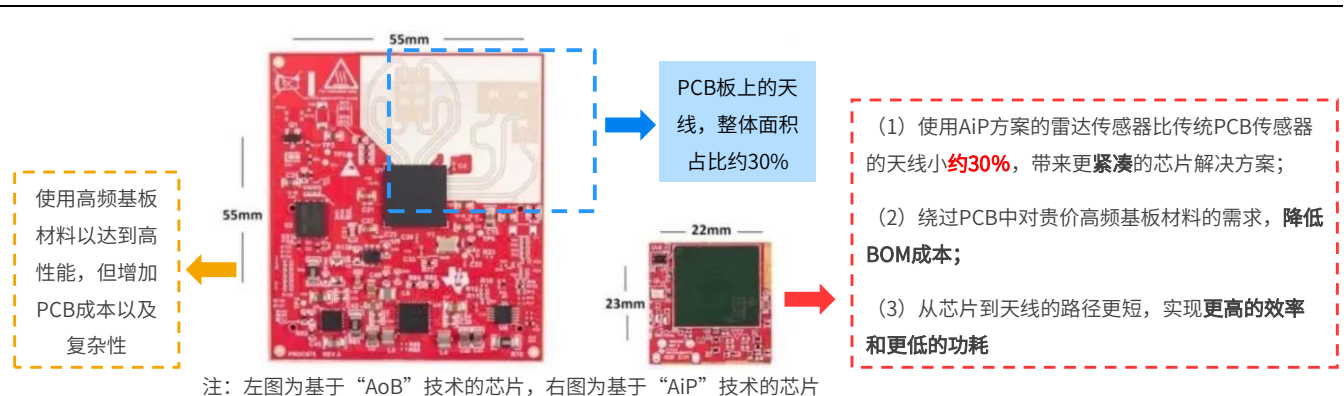 55mm
55mm
使用高频基板
材料以达到高
性能，但增加
PCB成本以及
复杂性
PCB板上的天
线，整体面积
占比约30%
22mm
23mm
（1）使用AiP方案的雷达传感器比传统PCB传感器
的天线小约30%，带来更紧凑的芯片解决方案；
（2）绕过PCB中对贵价高频基板材料的需求，降低
BOM成本；
（3）从芯片到天线的路径更短，实现更高的效率
和更低的功耗
注：左图为基于“AoB”技术的芯片，右图为基于“AiP”技术的芯片